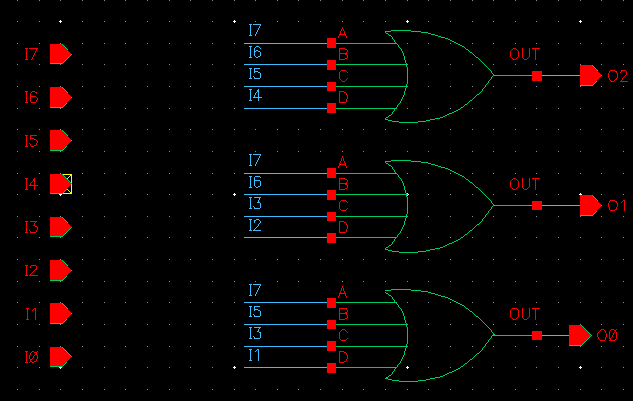 I7
I6
I5
I4
I3
I2
I1
I0
I7 A
I6 B
I5 C
I4 D
OUT
O2
I7 A
I6 B
I3 C
I2 D
OUT
O1
I7 A
I5 B
I3 C
I1 D
OUT
O0